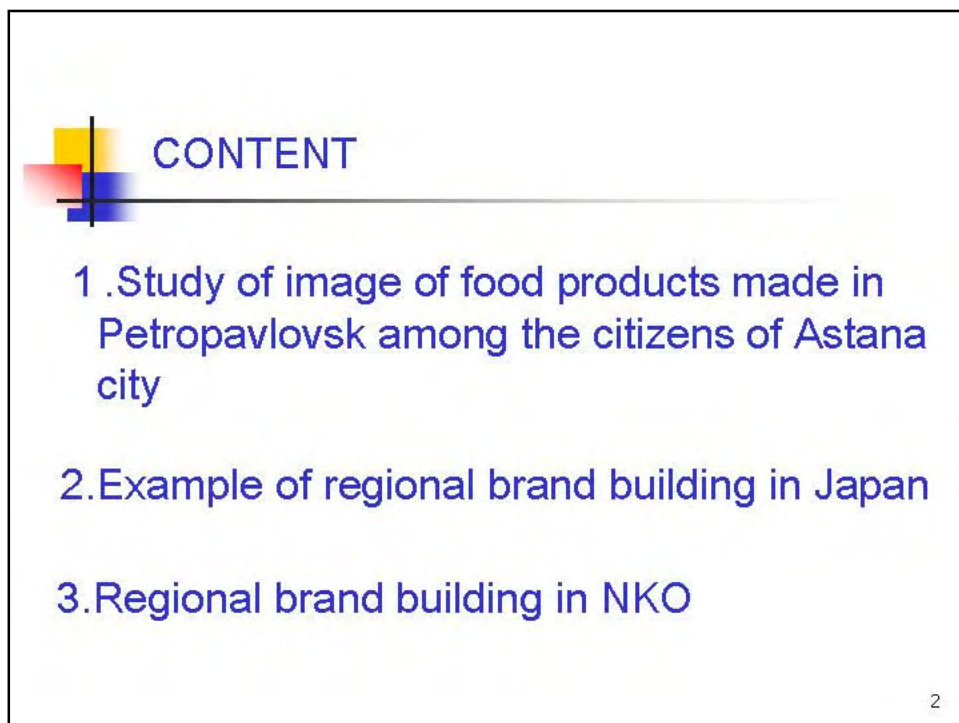 CONTENT
1 .Study of image of food products made in
Petropavlovsk among the citizens of Astana
city
2.Example of regional brand building in Japan
3.Regional brand building in NKO
2